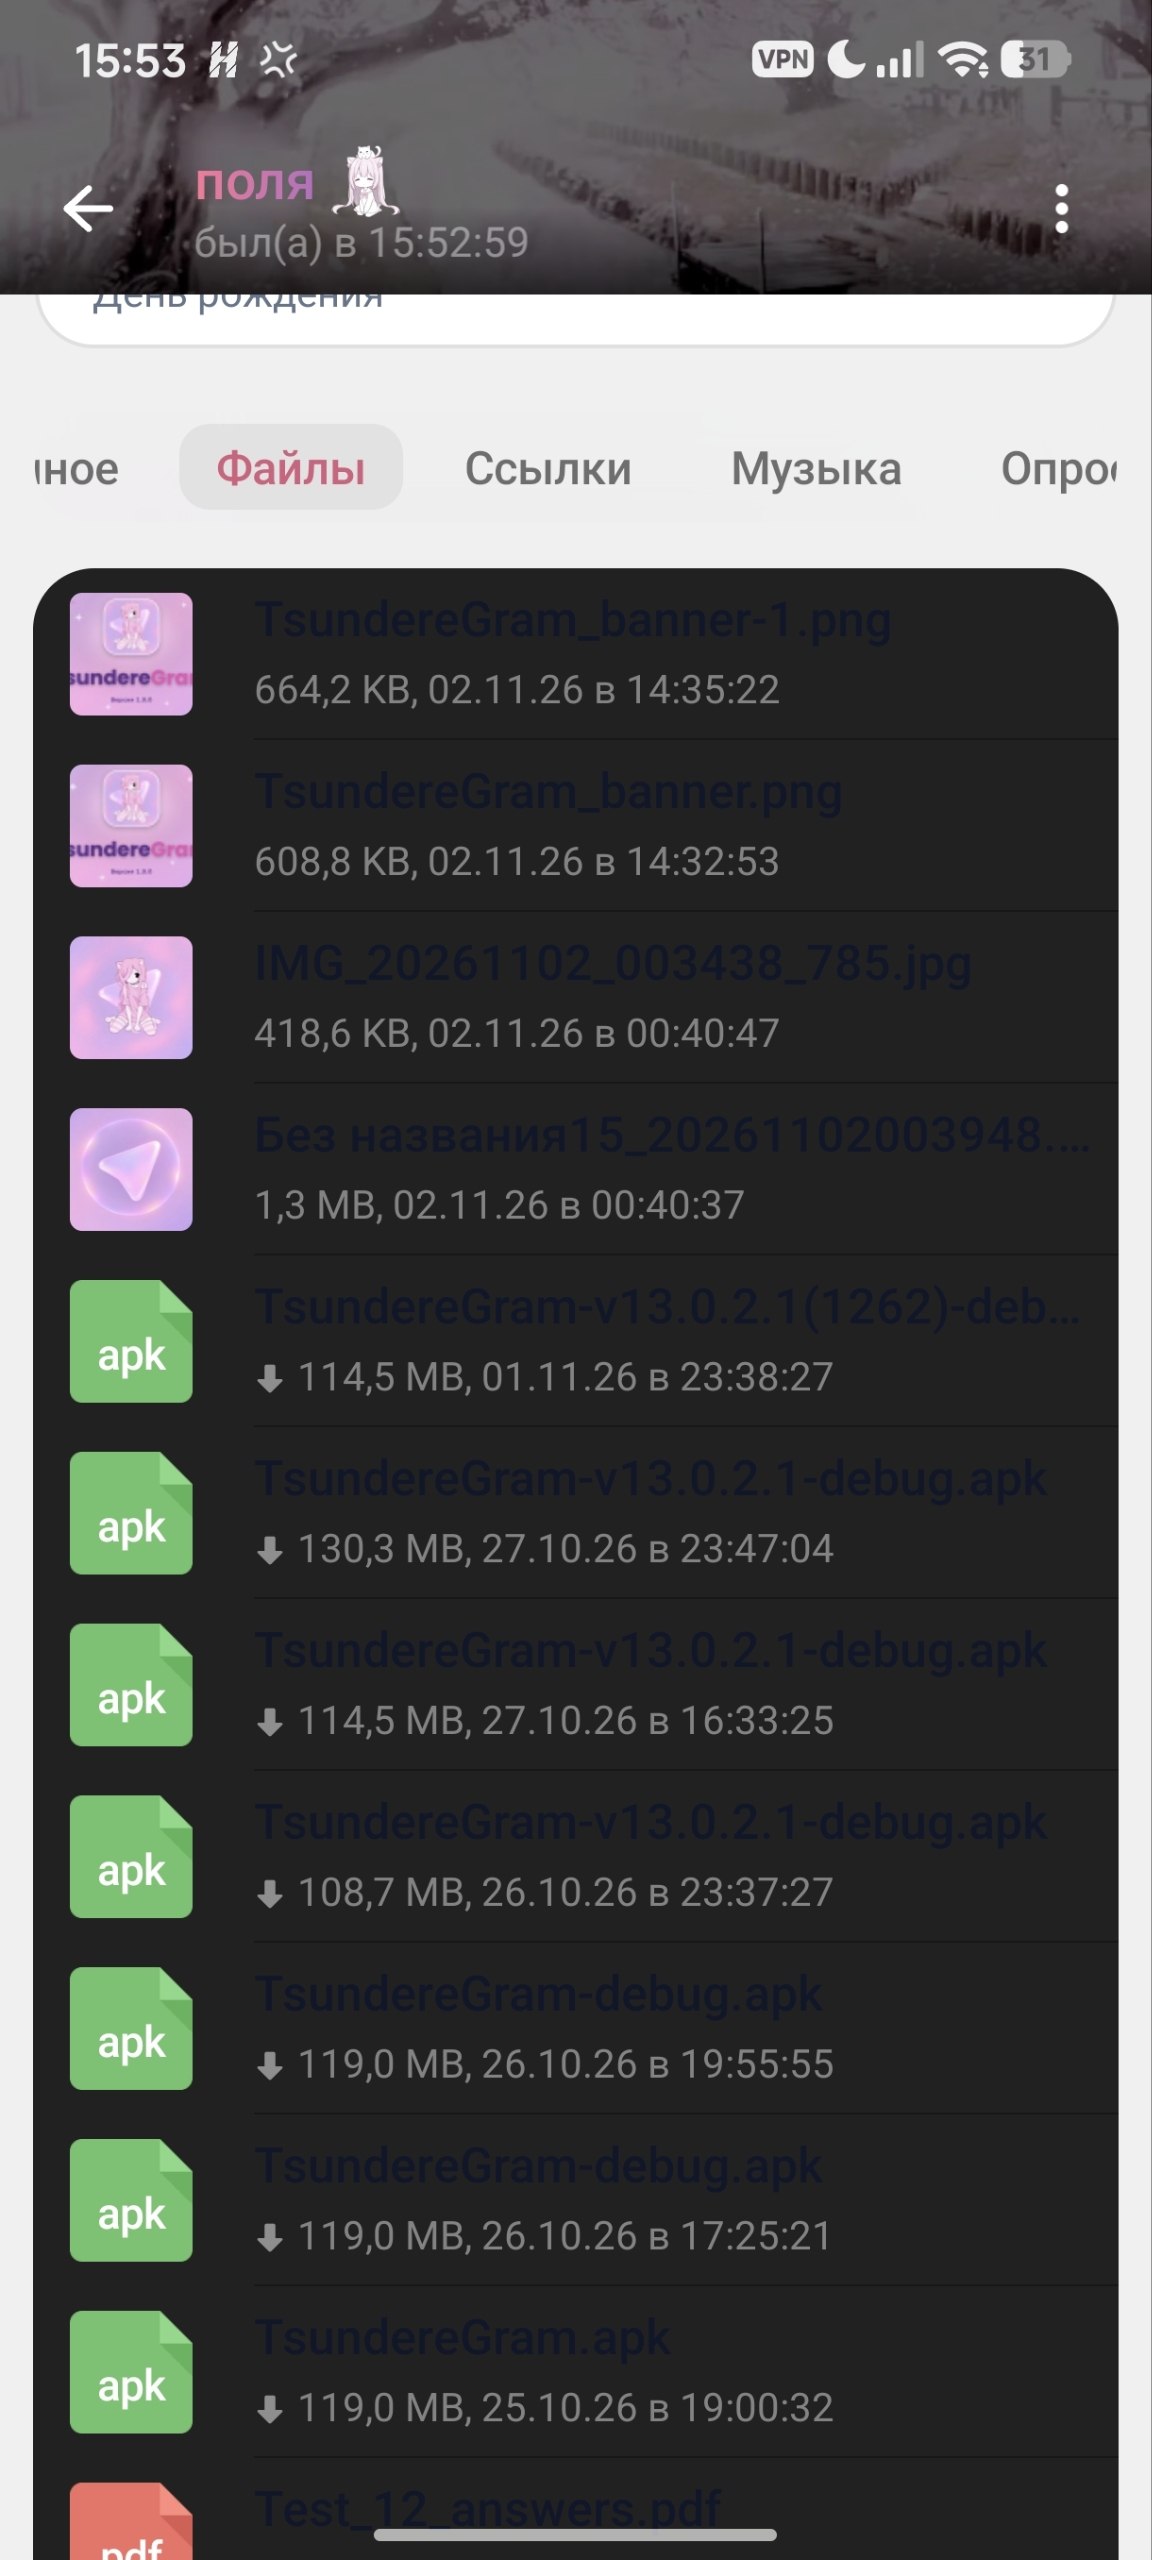 15:53
VPN
31
поля
был(а) в 15:52:59
День рождения
Файлы
Ссылки
Музыка
TsundereGram_banner-1.png
664,2 KB, 02.11.26 в 14:35:22
TsundereGram_banner.png
608,8 KB, 02.11.26 в 14:32:53
IMG_20261102_003438_785.jpg
418,6 KB, 02.11.26 в 00:40:47
Без названия15_20261102003948....
1,3 MB, 02.11.26 в 00:40:37
apk
TsundereGram-v13.0.2.1(1262)-deb...
114,5 MB, 01.11.26 в 23:38:27
apk
TsundereGram-v13.0.2.1-debug.apk
130,3 MB, 27.10.26 в 23:47:04
apk
TsundereGram-v13.0.2.1-debug.apk
114,5 MB, 27.10.26 в 16:33:25
apk
TsundereGram-v13.0.2.1-debug.apk
108,7 MB, 26.10.26 в 23:37:27
apk
TsundereGram-debug.apk
119,0 MB, 26.10.26 в 19:55:55
apk
TsundereGram-debug.apk
119,0 MB, 26.10.26 в 17:25:21
apk
TsundereGram.apk
119,0 MB, 25.10.26 в 19:00:32
pdf
Test_12_answers.pdf